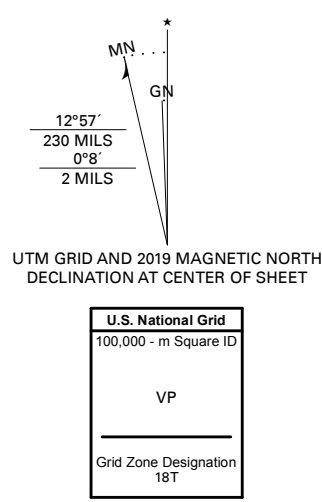 ★
MN
GN
12°57´
230 MILS
0°8´
2 MILS
UTM GRID AND 2019 MAGNETIC NORTH
DECLINATION AT CENTER OF SHEET
U.S. National Grid
100,000 - m Square ID
VP
Grid Zone Designation
18T